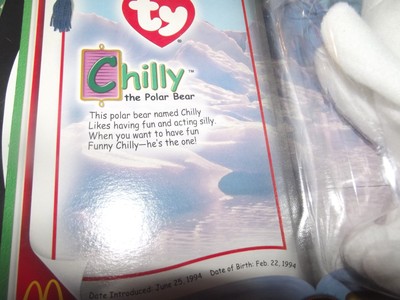 ty
Chilly™
the Polar Bear
This polar bear named Chilly
Likes having fun and acting silly.
When you want to have fun
Funny Chilly—he's the one!
Date Introduced: June 25, 1994 Date of Birth: Feb. 22, 1994